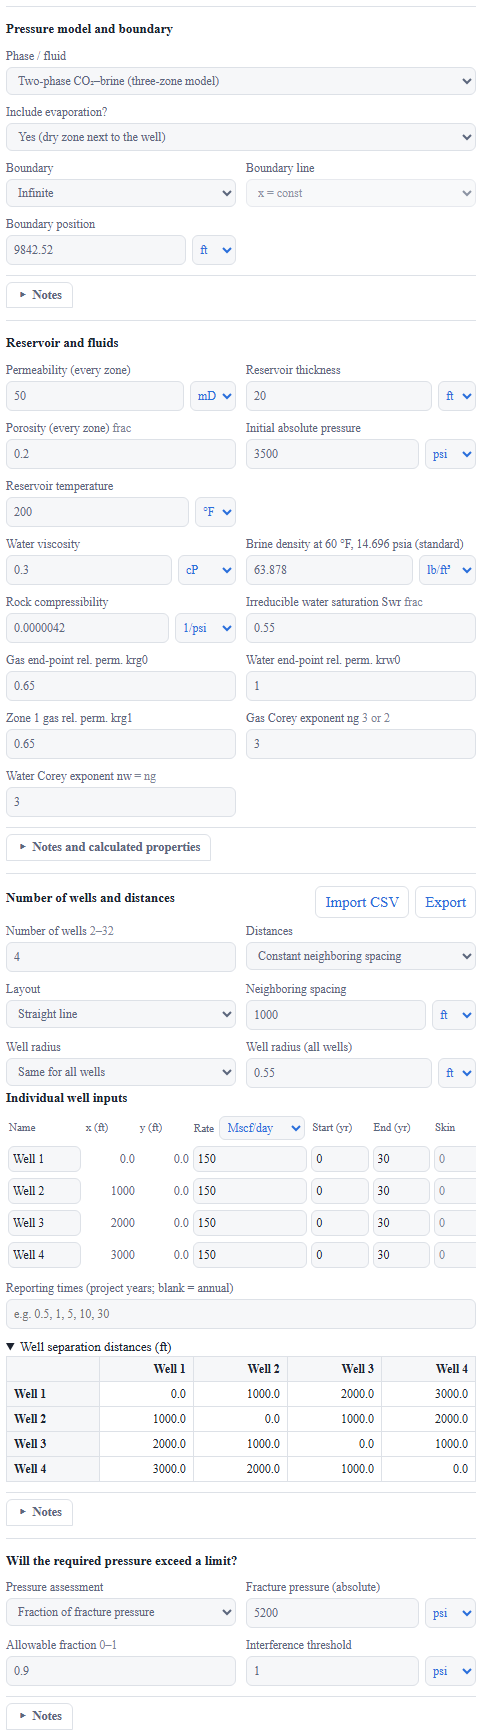 Pressure model and boundary
Phase / fluid
Two-phase CO₂–brine (three-zone model)
Include evaporation?
Yes (dry zone next to the well)
Boundary Boundary line
Infinite x = const
Boundary position
9842.52 ft
▸ Notes
Reservoir and fluids
Permeability (every zone) Reservoir thickness
50 mD 20 ft
Porosity (every zone) frac Initial absolute pressure
0.2 3500 psi
Reservoir temperature
200 °F
Water viscosity Brine density at 60 °F, 14.696 psia (standard)
0.3 cP 63.878 lb/ft³
Rock compressibility Irreducible water saturation Swr frac
0.0000042 1/psi 0.55
Gas end-point rel. perm. krg0 Water end-point rel. perm. krw0
0.65 1
Zone 1 gas rel. perm. krg1 Gas Corey exponent ng 3 or 2
0.65 3
Water Corey exponent nw = ng
3
▸ Notes and calculated properties
Number of wells and distances Import CSV Export
Number of wells 2–32 Distances
4 Constant neighboring spacing
Layout Neighboring spacing
Straight line 1000 ft
Well radius Well radius (all wells)
Same for all wells 0.55 ft
Individual well inputs
Name x (ft) y (ft) Rate Mscf/day Start (yr) End (yr) Skin
Well 1 0.0 0.0 150 0 30 0
Well 2 1000 0.0 150 0 30 0
Well 3 2000 0.0 150 0 30 0
Well 4 3000 0.0 150 0 30 0
Reporting times (project years; blank = annual)
e.g. 0.5, 1, 5, 10, 30
▼ Well separation distances (ft)
Well 1 Well 2 Well 3 Well 4
Well 1 0.0 1000.0 2000.0 3000.0
Well 2 1000.0 0.0 1000.0 2000.0
Well 3 2000.0 1000.0 0.0 1000.0
Well 4 3000.0 2000.0 1000.0 0.0
▸ Notes
Will the required pressure exceed a limit?
Pressure assessment Fracture pressure (absolute)
Fraction of fracture pressure 5200 psi
Allowable fraction 0–1 Interference threshold
0.9 1 psi
▸ Notes